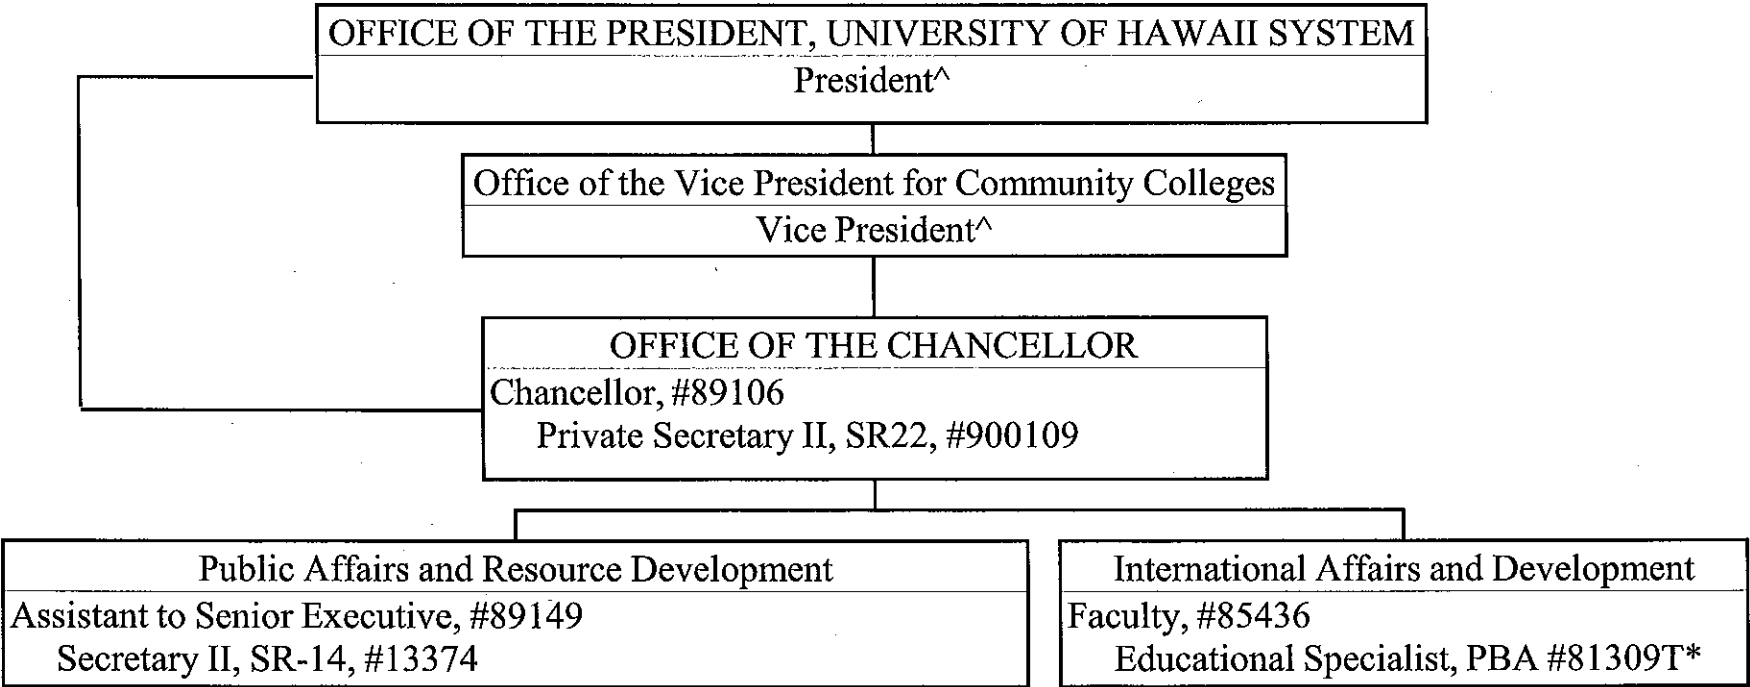 OFFICE OF THE PRESIDENT, UNIVERSITY OF HAWAII SYSTEM
President^
Office of the Vice President for Community Colleges
Vice President^
OFFICE OF THE CHANCELLOR
Chancellor, #89106
Private Secretary II, SR22, #900109
Public Affairs and Resource Development
Assistant to Senior Executive, #89149
Secretary II, SR-14, #13374
International Affairs and Development
Faculty, #85436
Educational Specialist, PBA #81309T*